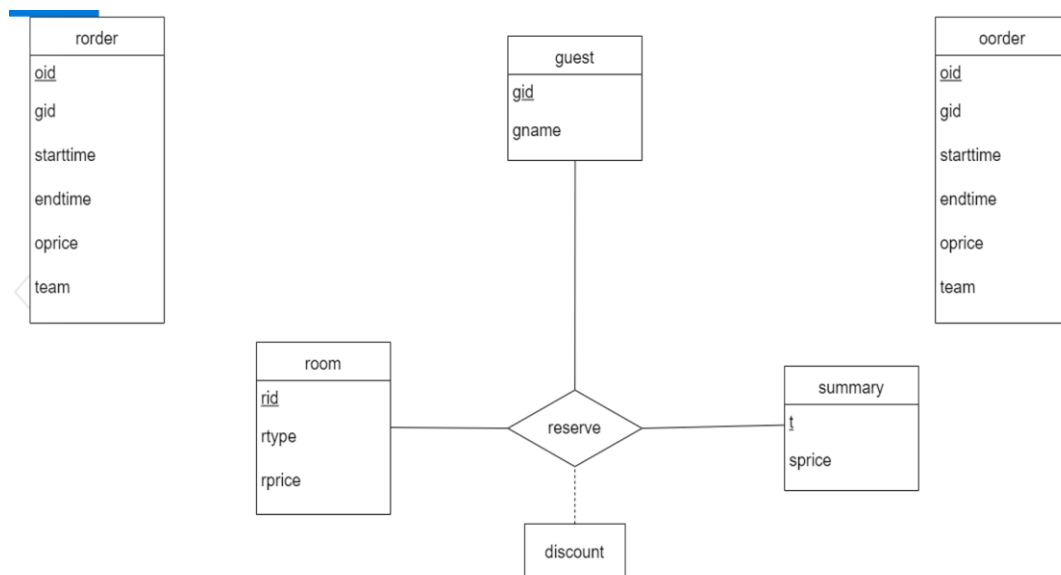 rorder
oid
gid
starttime
endtime
oprice
team
guest
gid
gname
oorder
oid
gid
starttime
endtime
oprice
team
room
rid
rtype
rprice
reserve
summary
t
sprice
discount